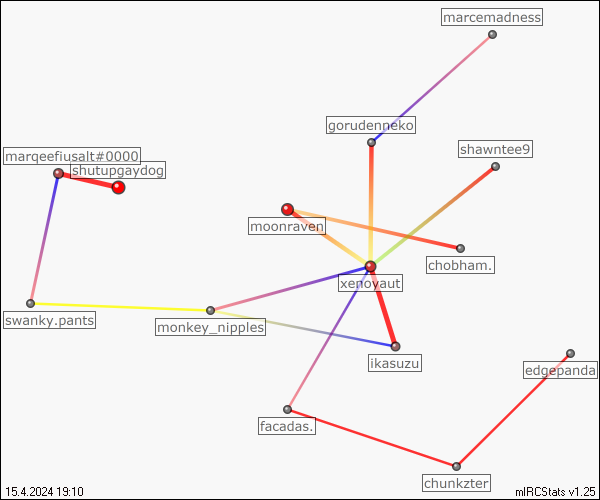 marcemadness
gorudenneko
shawntee9
marqeefiusalt#0000
shutupgaydog
moonraven
chobham.
xenoyaut
swanky.pants
monkey_nipples
ikasuzu
edgepanda
facadas.
chunkzter
15.4.2024 19:10
mIRCStats v1.25